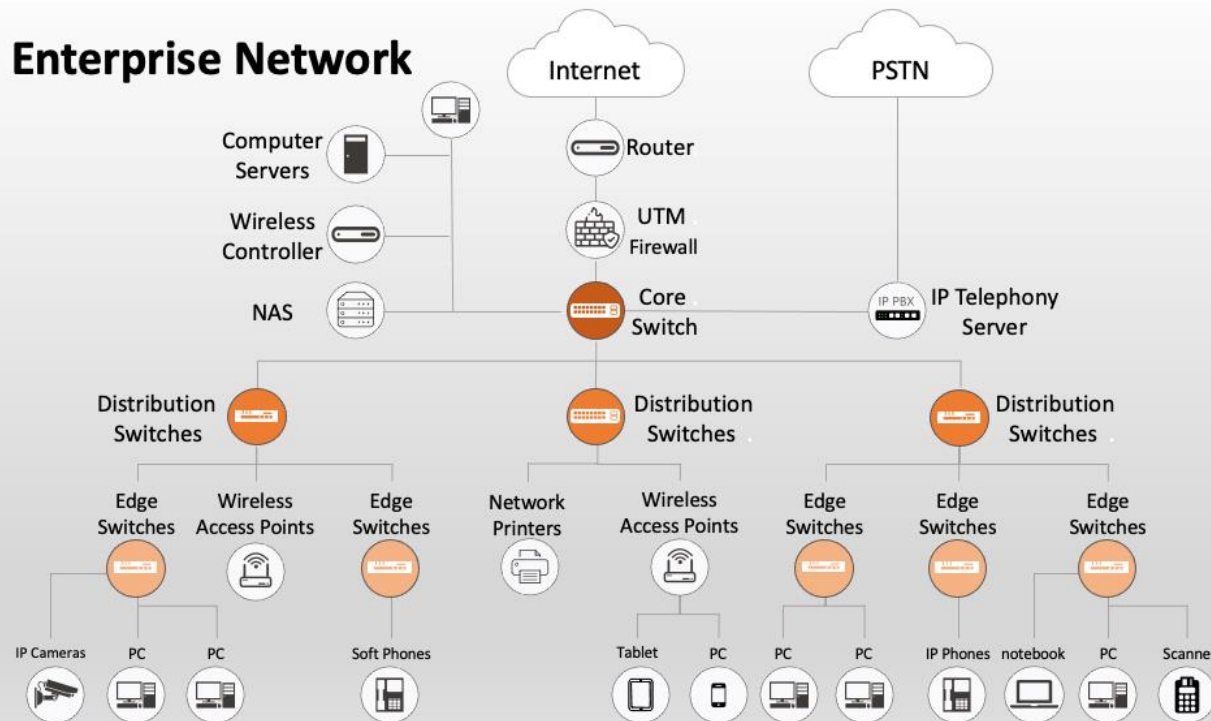 Enterprise Network
Internet
PSTN
Computer
Servers
Router
Wireless
Controller
UTM
Firewall
NAS
Core
Switch
IP PBX
IP Telephony
Server
Distribution
Switches
Distribution
Switches
Distribution
Switches
Edge
Switches
Wireless
Access Points
Edge
Switches
Network
Printers
Wireless
Access Points
Edge
Switches
Edge
Switches
Edge
Switches
IP Cameras
PC
PC
Soft Phones
Tablet
PC
PC
PC
IP Phones
notebook
PC
Scanne